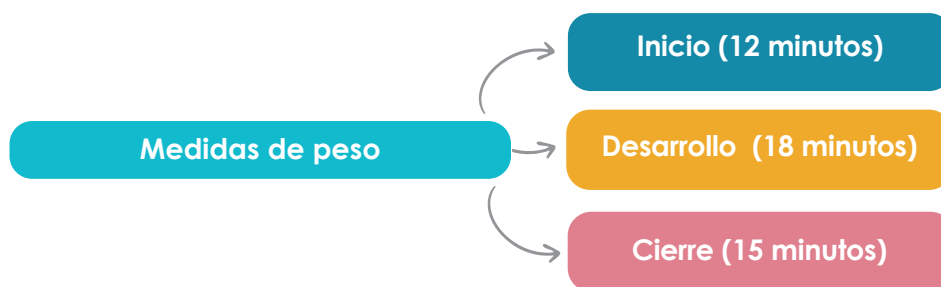 Medidas de peso
Inicio (12 minutos)
Desarrollo (18 minutos)
Cierre (15 minutos)